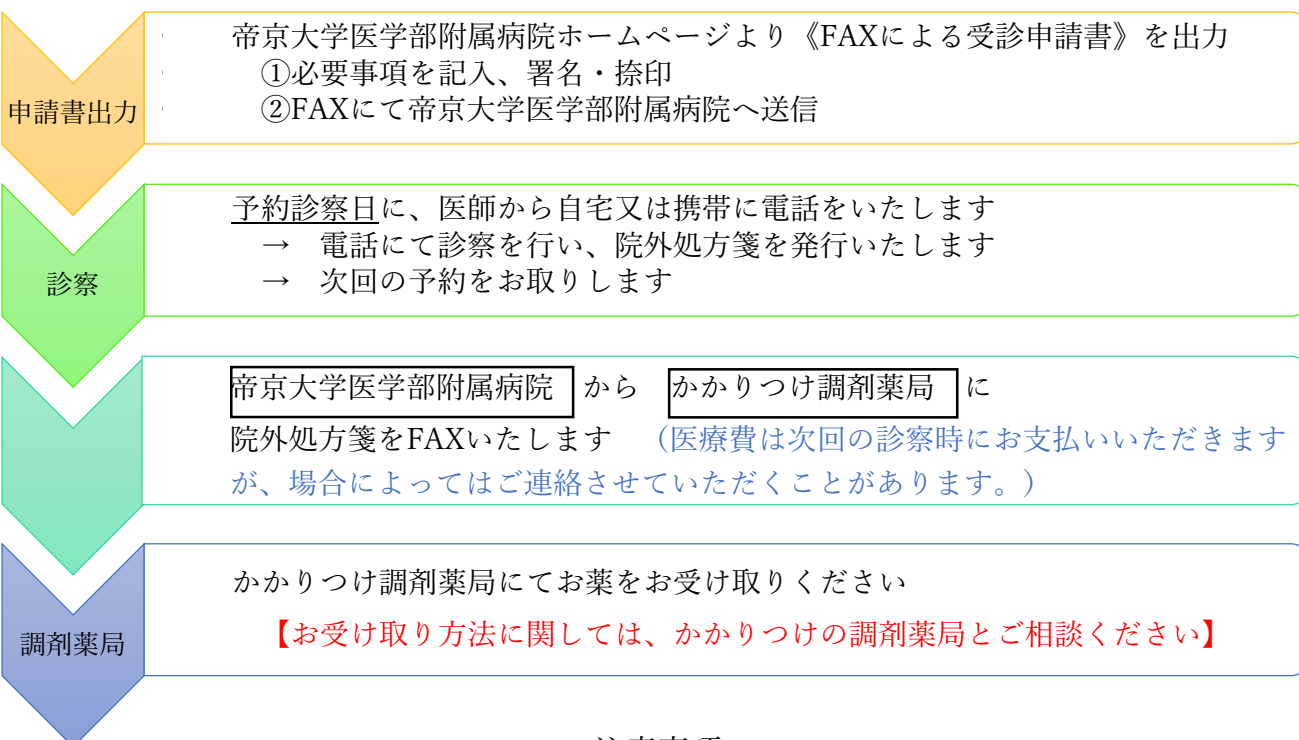 帝京大学医学部附属病院ホームページより《FAXによる受診申請書》を出力
①必要事項を記入、署名・捺印
申請書出力
②FAXにて帝京大学医学部附属病院へ送信
予約診察日に、医師から自宅又は携帯に電話をいたします
→ 電話にて診察を行い、院外処方箋を発行いたします
診察
→ 次回の予約をお取りします
帝京大学医学部附属病院 から かかりつけ調剤薬局 に
院外処方箋をFAXいたします （医療費は次回の診察時にお支払いいただきます
が、場合によってはご連絡させていただくことがあります。）
かかりつけ調剤薬局にてお薬をお受け取りください
調剤薬局
【お受け取り方法に関しては、かかりつけの調剤薬局とご相談ください】